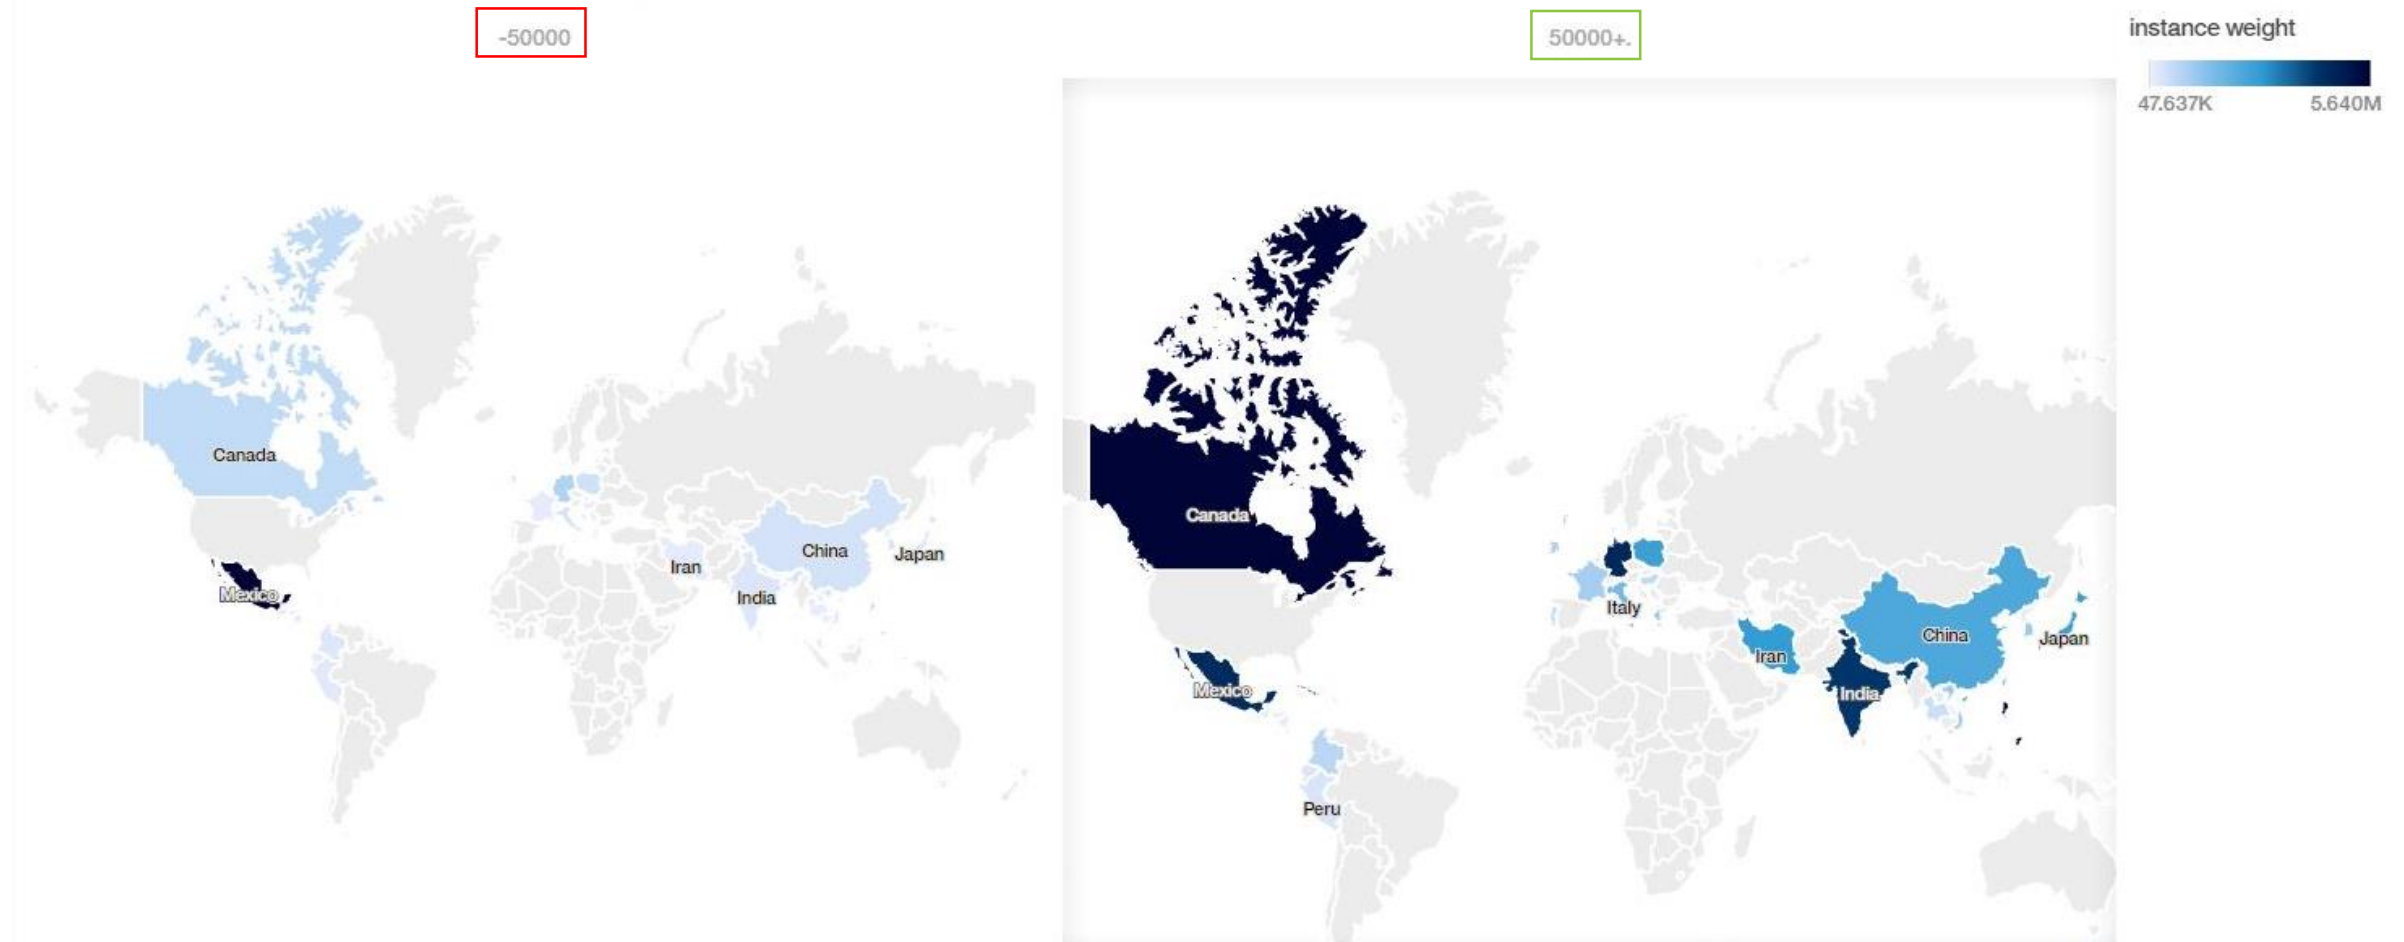 -50000
50000+.
instance weight
47.637K
5.640M
Canada
Mexico
Iran
India
China
Japan
Canada
Mexico
Peru
Italy
Iran
India
China
Japan